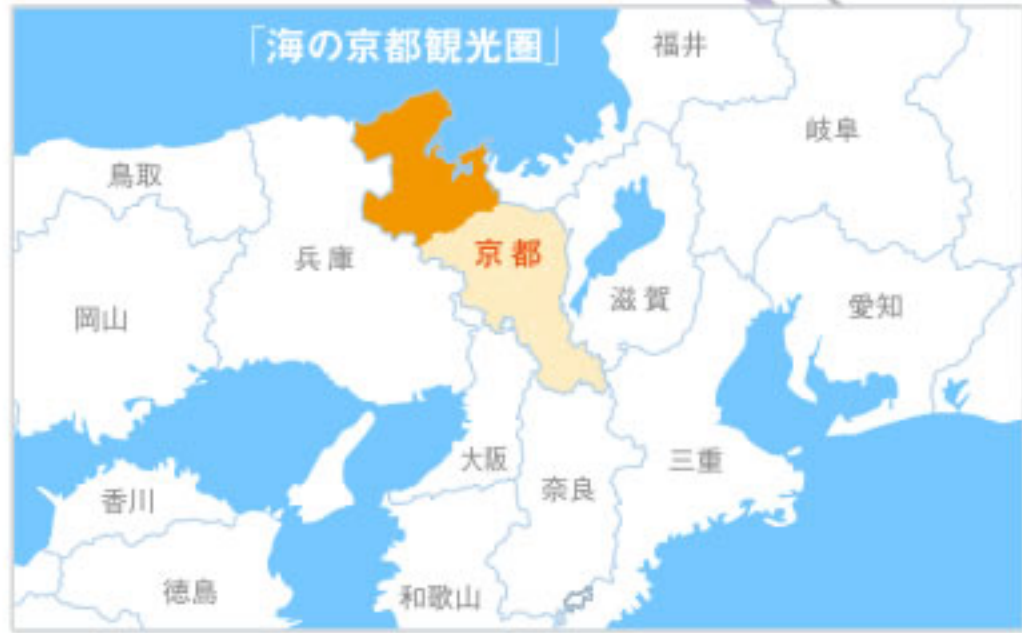 「海の京都観光圏」
福井
岐阜
鳥取
京都
兵庫
滋賀
愛知
岡山
大阪
三重
奈良
香川
徳島
和歌山